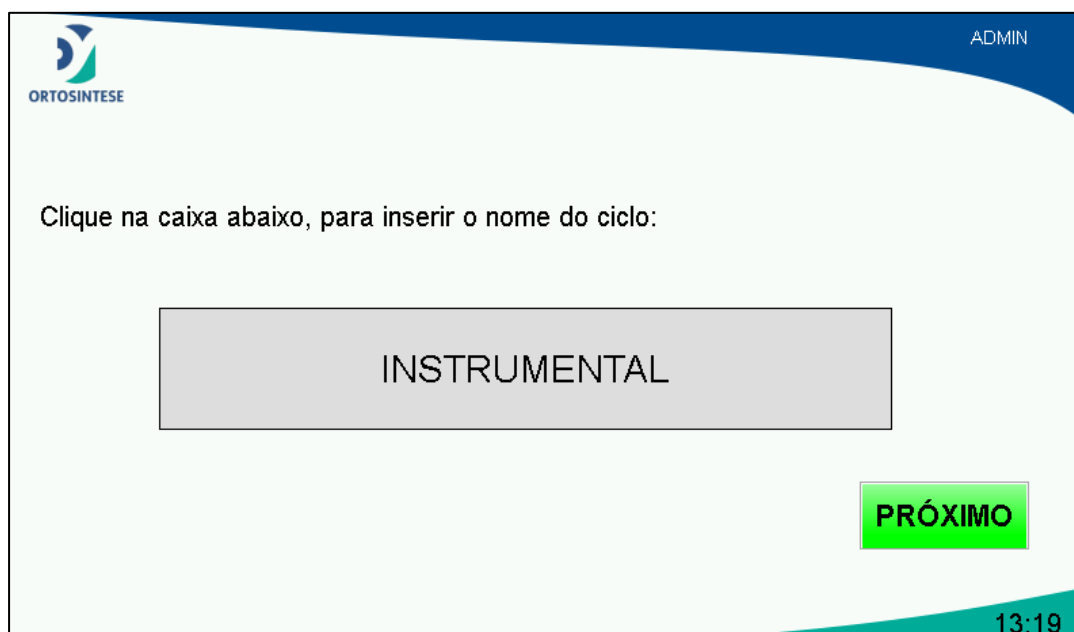 ADMIN
ORTOSINTESE
Clique na caixa abaixo, para inserir o nome do ciclo:
INSTRUMENTAL
PRÓXIMO
13:19